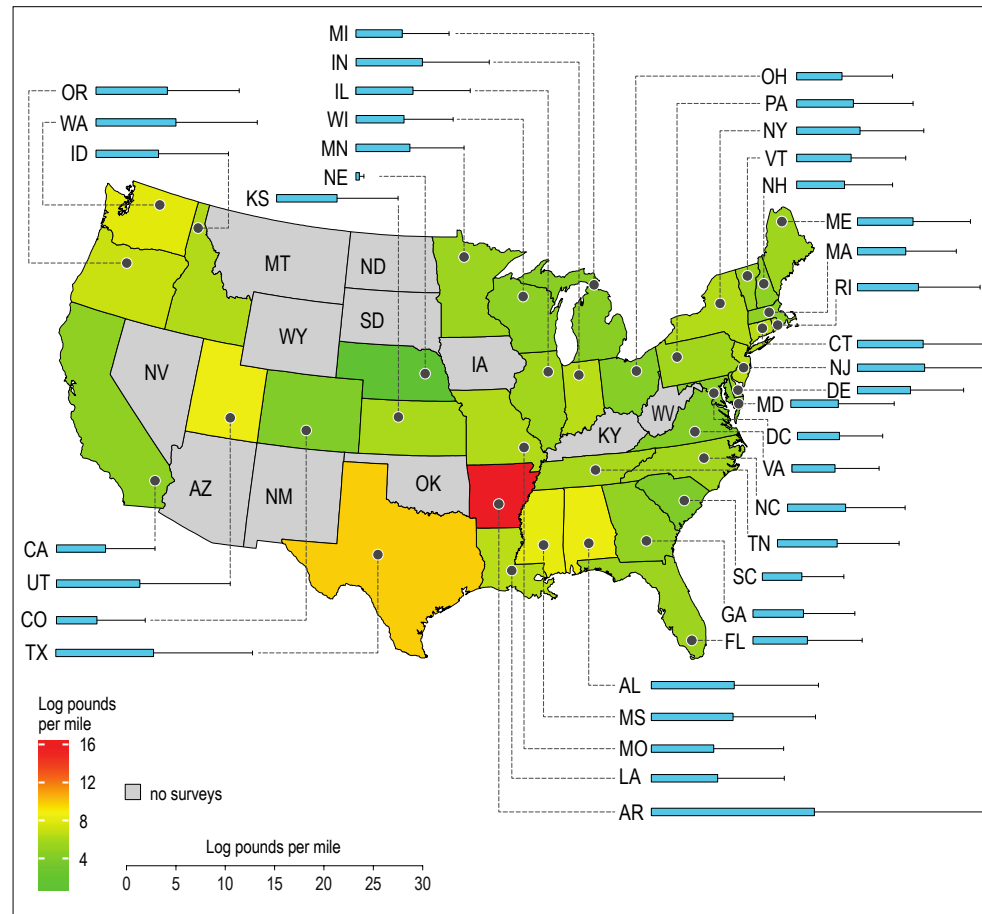 MI
IN
IL
WI
MN
NE
KS
OR
WA
ID
OH
PA
NY
VT
NH
ME
MA
RI
CT
NJ
DE
MD
DC
VA
NC
TN
SC
GA
FL
MT
ND
SD
WY
NV
IA
WV
KY
AZ
NM
OK
CA
UT
CO
TX
AL
MS
MO
LA
AR
Log pounds
per mile
16
12
8
4
no surveys
Log pounds per mile
0 5 10 15 20 25 30